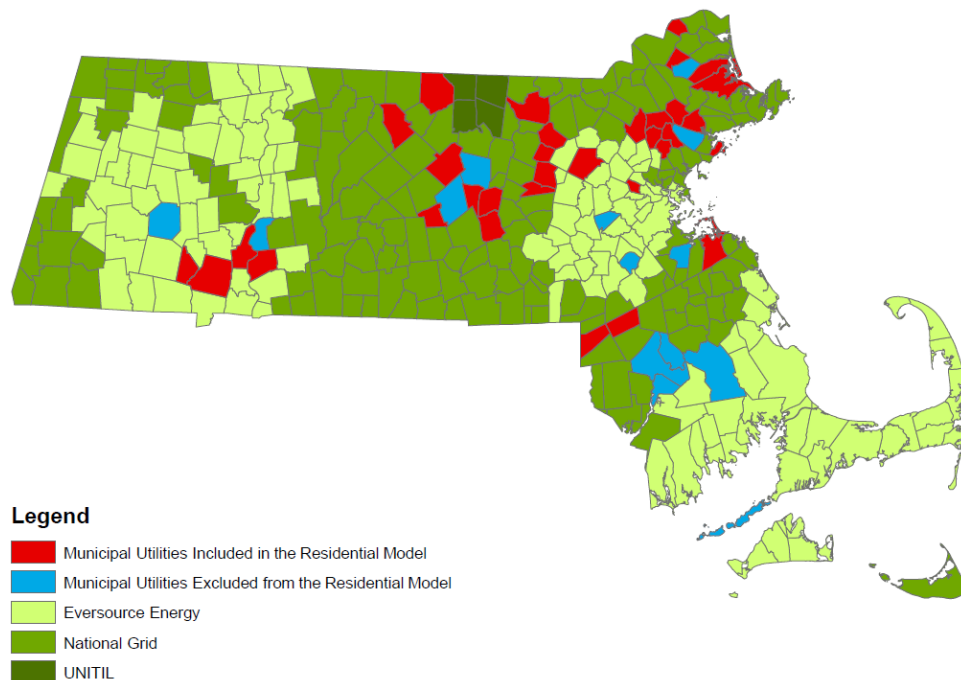 Legend
Municipal Utilities Included in the Residential Model
Municipal Utilities Excluded from the Residential Model
Eversource Energy
National Grid
UNITIL